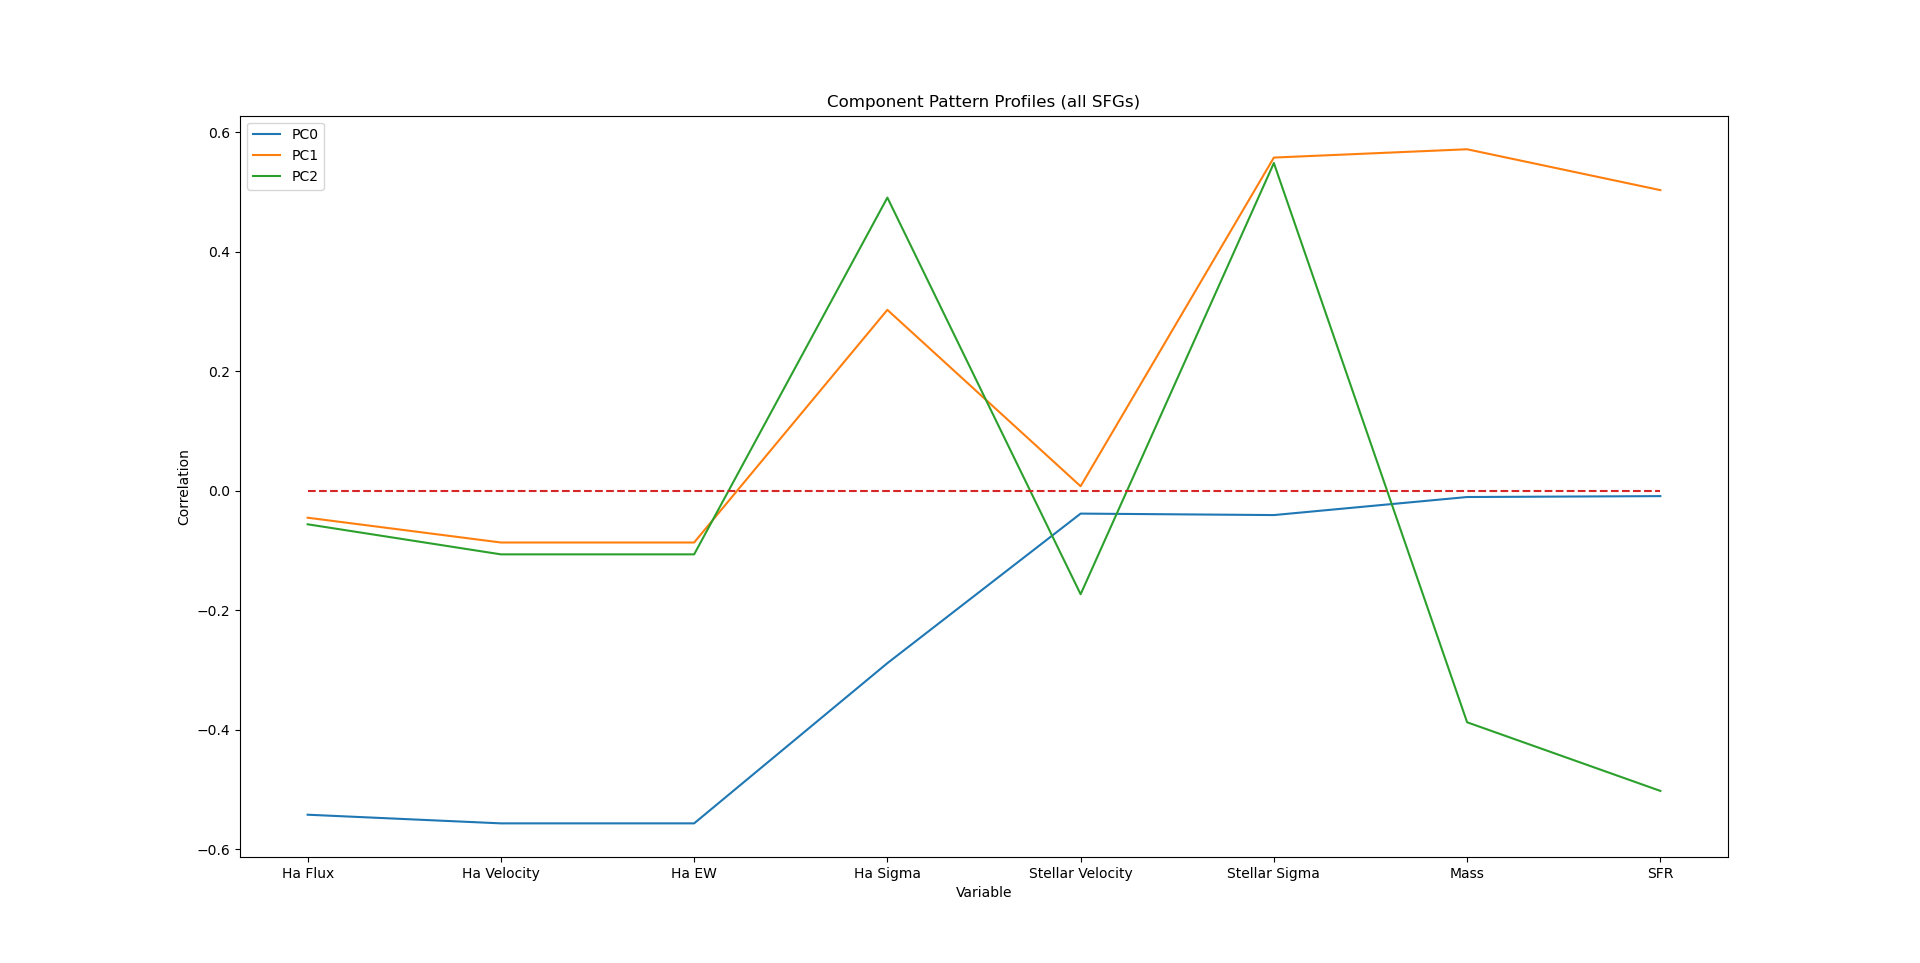 Component Pattern Profiles (all SFGs)
PC0
PC1
PC2
0.6
0.4
0.2
0.0
−0.2
−0.4
−0.6
Correlation
Ha Flux
Ha Velocity
Ha EW
Ha Sigma
Stellar Velocity
Stellar Sigma
Mass
SFR
Variable